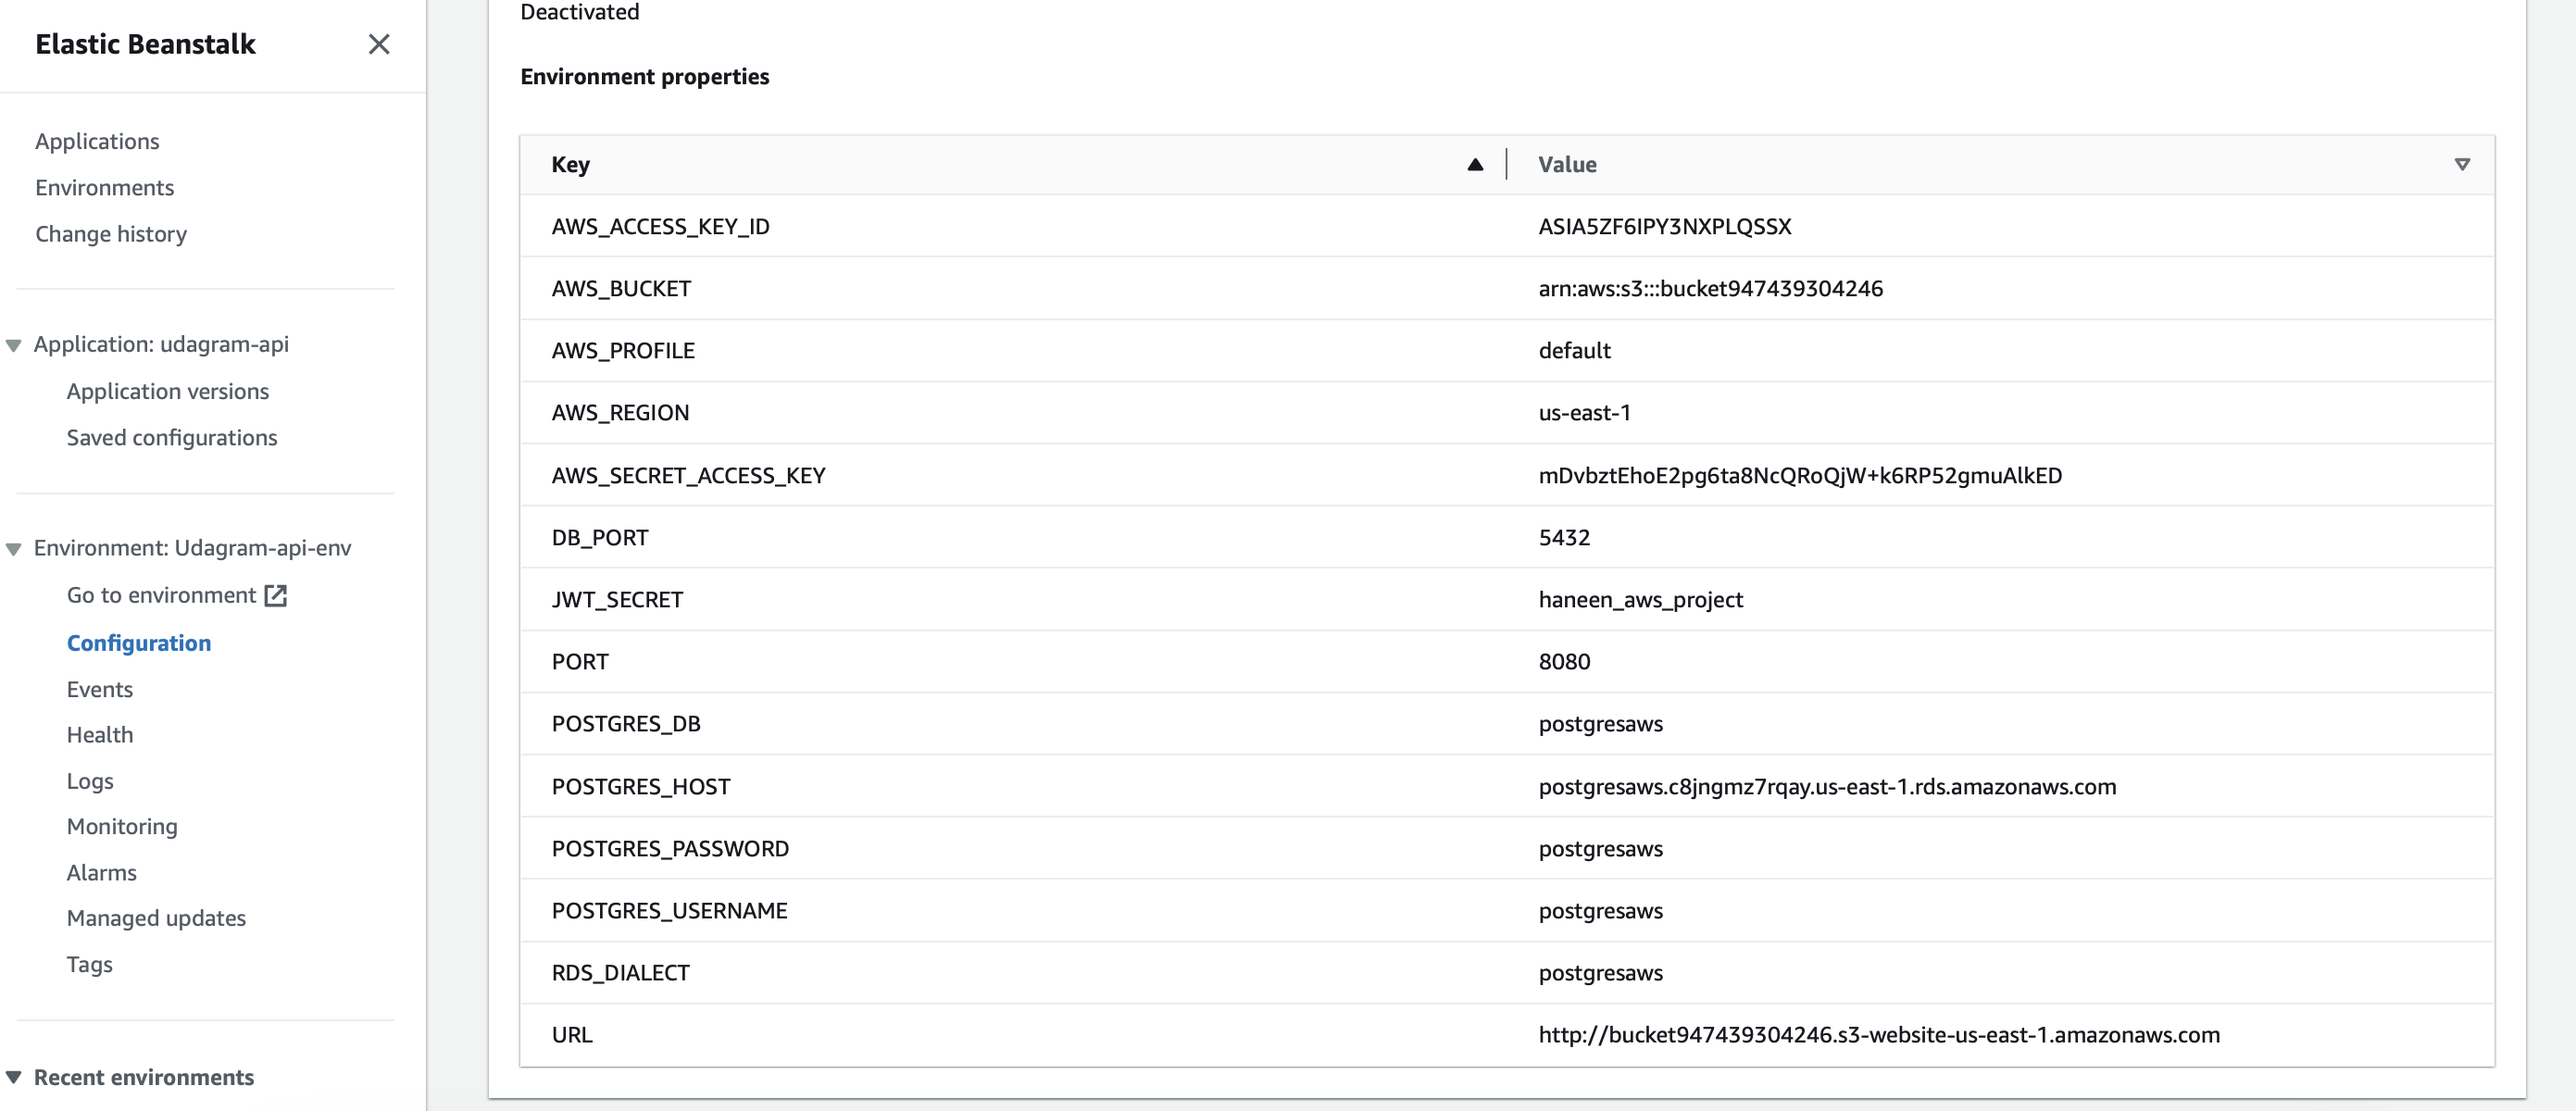 Elastic Beanstalk
Applications
Environments
Change history
Application: udagram-api
Application versions
Saved configurations
Environment: Udagram-api-env
Go to environment
Configuration
Events
Health
Logs
Monitoring
Alarms
Managed updates
Tags
Recent environments
Deactivated
Environment properties
Key Value
AWS_ACCESS_KEY_ID ASIA5ZF6IPY3NXPLQSSX
AWS_BUCKET arn:aws:s3:::bucket947439304246
AWS_PROFILE default
AWS_REGION us-east-1
AWS_SECRET_ACCESS_KEY mDvbztEhoE2pg6ta8NcQRoQjW+k6RP52gmuAlkED
DB_PORT 5432
JWT_SECRET haneen_aws_project
PORT 8080
POSTGRES_DB postgresaws
POSTGRES_HOST postgresaws.c8jngmz7rqay.us-east-1.rds.amazonaws.com
POSTGRES_PASSWORD postgresaws
POSTGRES_USERNAME postgresaws
RDS_DIALECT postgresaws
URL http://bucket947439304246.s3-website-us-east-1.amazonaws.com